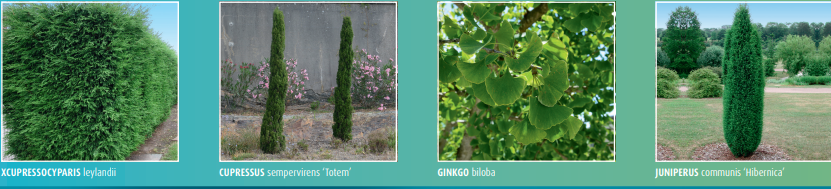 XCUPRESSOCYPARIS leylandii
CUPRESSUS sempervirens 'Totem'
GINKGO biloba
JUNIPERUS communis 'Hibernica'